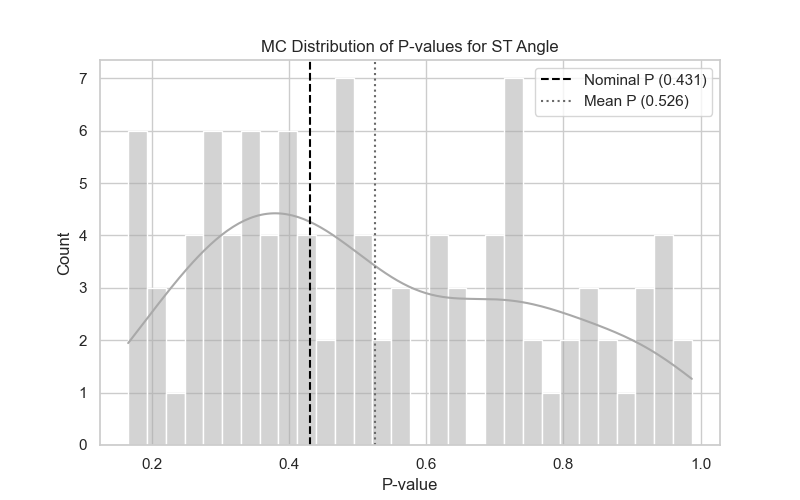 MC Distribution of P-values for ST Angle
Nominal P (0.431)
Mean P (0.526)
Count
7
6
5
4
3
2
1
0
0.2 0.4 0.6 0.8 1.0
P-value